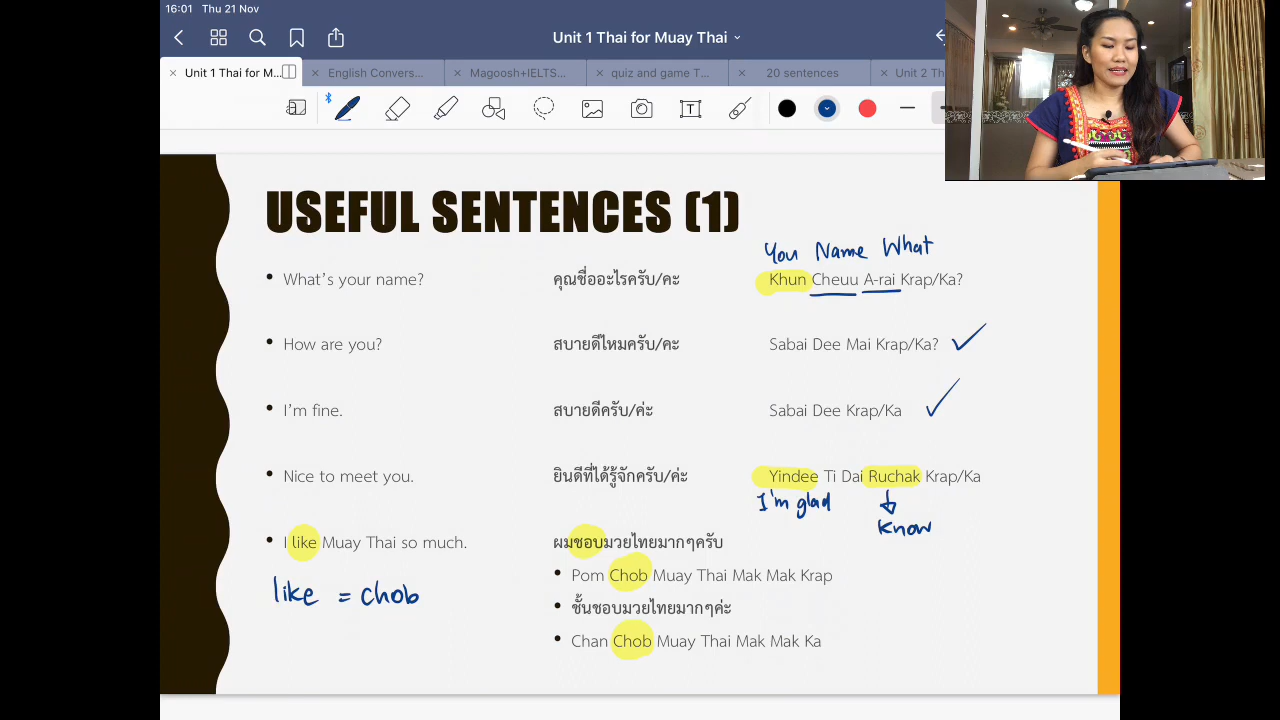 16:01 Thu 21 Nov
Unit 1 Thai for Muay Thai
Unit 1 Thai for M... English Convers... Magoosh+IELTS... quiz and game T... 20 sentences Unit 2 Th
USEFUL SENTENCES (1)
You Name What
• What's your name? คุณชื่ออะไรครับ/คะ Khun Cheuu A-rai Krap/Ka?
• How are you? สบายดีไหมครับ/คะ Sabai Dee Mai Krap/Ka?
• I'm fine. สบายดีครับ/ค่ะ Sabai Dee Krap/Ka
• Nice to meet you. ยินดีที่ได้รู้จักครับ/ค่ะ Yindee Ti Dai Ruchak Krap/Ka
I'm glad
Know
• I like Muay Thai so much. ผมชอบมวยไทยมากๆครับ
• Pom Chob Muay Thai Mak Mak Krap
like = chob
• ชั้นชอบมวยไทยมากๆค่ะ
• Chan Chob Muay Thai Mak Mak Ka